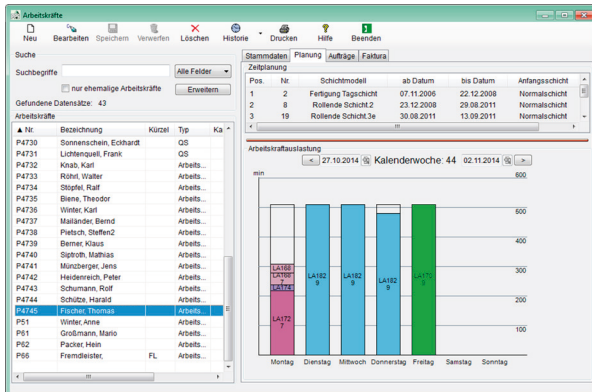 Arbeitskräfte
Neu Bearbeiten Speichern Verwerfen Löschen Historie Drucken Hilfe Beenden
Suche
Suchbegriffe Alle Felder
nur ehemalige Arbeitskräfte Erweitern
Gefundene Datensätze: 43
Arbeitskräfte
▲ Nr. Bezeichnung Kürzel Typ Ka
P4730 Sonnenschein, Eckhardt QS
P4731 Lichtenquell, Frank QS
P4732 Knab, Karl Arbeits...
P4733 Röhrl, Walter Arbeits...
P4734 Stöpfel, Ralf Arbeits...
P4735 Biene, Theodor Arbeits...
P4736 Winter, Karl Arbeits...
P4737 Mailänder, Bernd Arbeits...
P4738 Pietsch, Steffen2 Arbeits...
P4739 Berner, Klaus Arbeits...
P4740 Siptroth, Mathias Arbeits...
P4741 Münzberger, Jens Arbeits...
P4742 Heidenreich, Peter Arbeits...
P4743 Schumann, Rolf Arbeits...
P4744 Schütze, Harald Arbeits...
P4745 Fischer, Thomas Arbeits...
P51 Winter, Anne Arbeits...
P61 Großmann, Mario Arbeits...
P62 Packer, Hein Arbeits...
P66 Fremdleister, FL Arbeits...
Stammdaten Planung Aufträge Faktura
Zeitplanung
Pos. Nr. Schichtmodell ab Datum bis Datum Anfangsschicht
1 2 Fertigung Tagschicht 07.11.2006 22.12.2008 Normalschicht
2 8 Rollende Schicht.2 23.12.2008 29.08.2011 Normalschicht
3 19 Rollende Schicht.3e 30.08.2011 13.09.2011 Normalschicht
Arbeitskraftauslastung
< 27.10.2014 Kalenderwoche: 44 02.11.2014 >
min 600
500
400
300
200
100
LA168
LA168
7
LA174
LA172
7
LA182
9
LA182
9
LA182
9
Montag Dienstag Mittwoch Donnerstag Freitag Samstag Sonntag